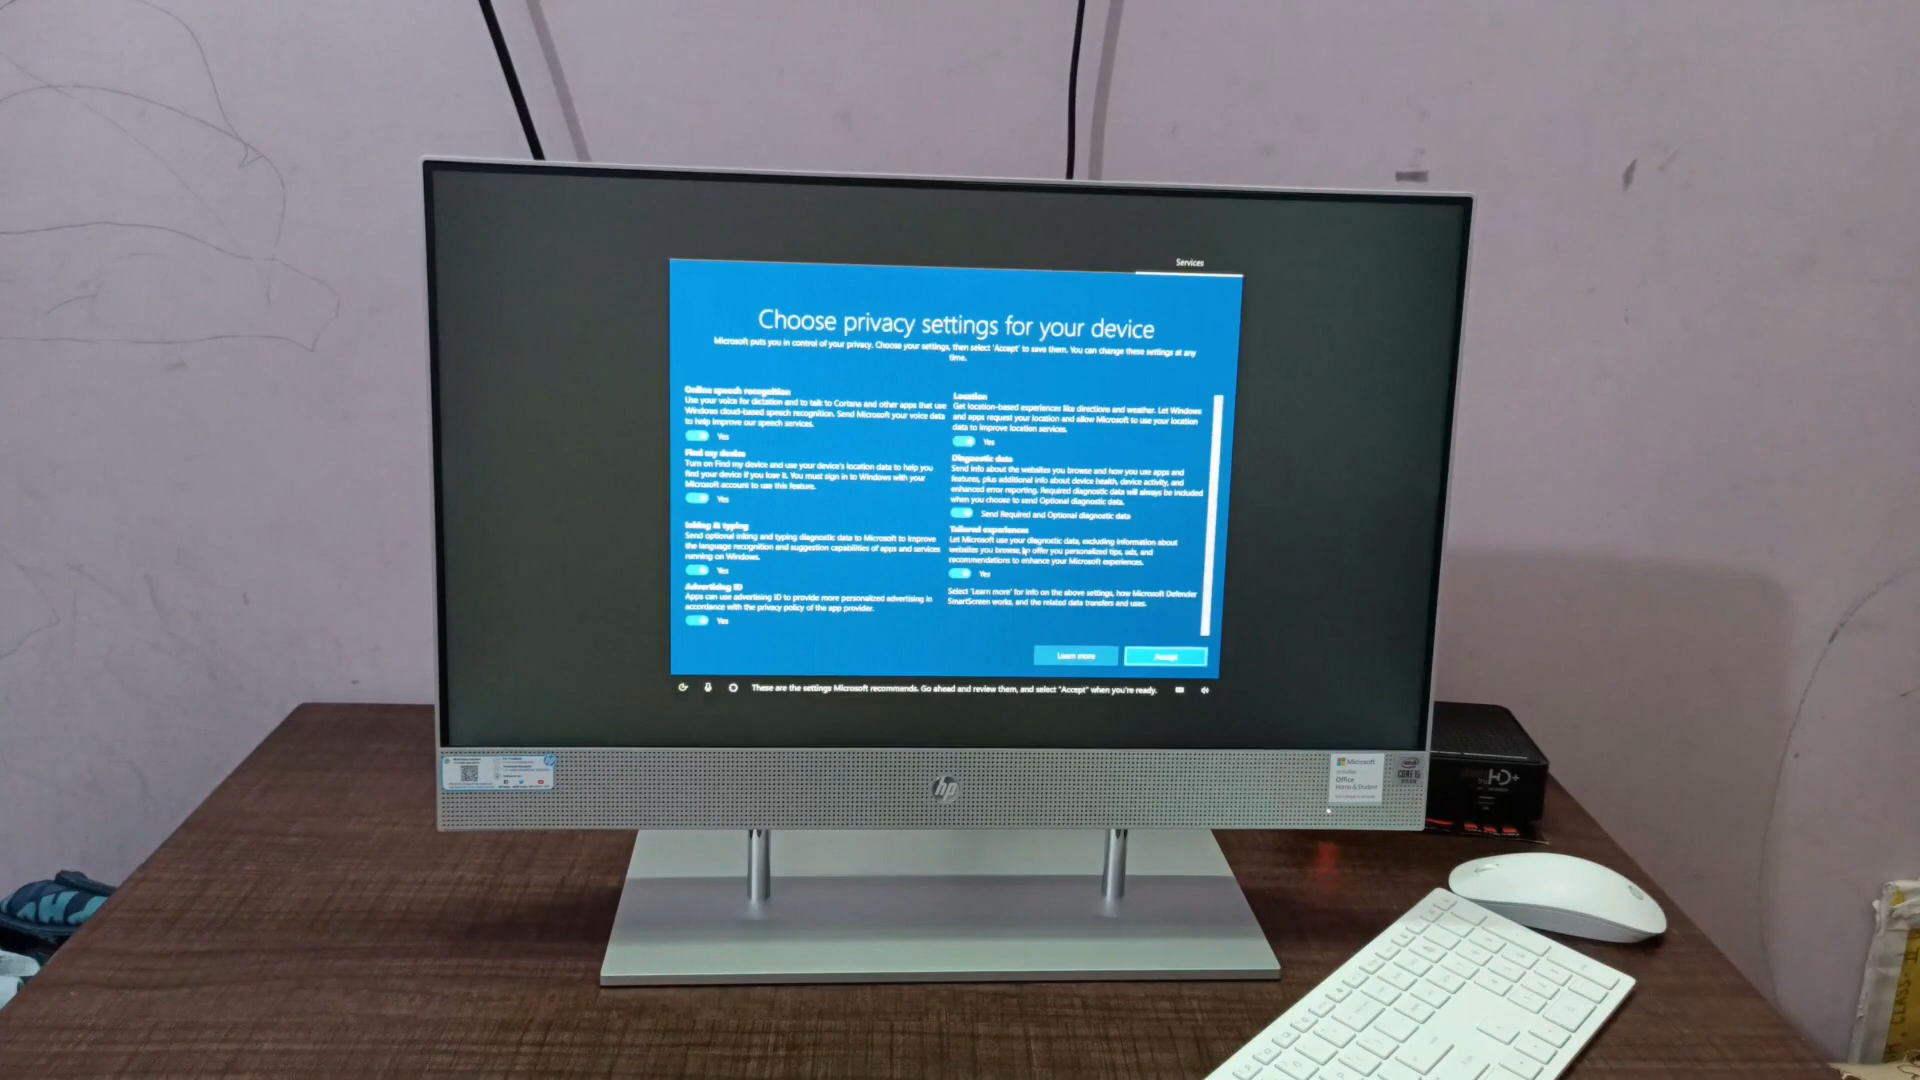 Services
Choose privacy settings for your device
Microsoft puts you in control of your privacy. Choose your settings, then select 'Accept' to save them. You can change these settings at any
time.
Online speech recognition
Use your voice for dictation and to talk to Cortana and other apps that use
Windows cloud-based speech recognition. Send Microsoft your voice data
to help improve our speech services.
Yes
Find my device
Turn on Find my device and use your device's location data to help you
find your device if you lose it. You must sign in to Windows with your
Microsoft account to use this feature.
Yes
Inking & typing
Send optional inking and typing diagnostic data to Microsoft to improve
the language recognition and suggestion capabilities of apps and services
running on Windows.
Yes
Advertising ID
Apps can use advertising ID to provide more personalized advertising in
accordance with the privacy policy of the app provider.
Yes
Location
Get location-based experiences like directions and weather. Let Windows
and apps request your location and allow Microsoft to use your location
data to improve location services.
Yes
Diagnostic data
Send info about the websites you browse and how you use apps and
features, plus additional info about device health, device activity, and
enhanced error reporting. Required diagnostic data will always be included
when you choose to send Optional diagnostic data.
Send Required and Optional diagnostic data
Tailored experiences
Let Microsoft use your diagnostic data, excluding information about
websites you browse, to offer you personalized tips, ads, and
recommendations to enhance your Microsoft experiences.
Yes
Select 'Learn more' for info on the above settings, how Microsoft Defender
SmartScreen works, and the related data transfers and uses.
Learn more
Accept
These are the settings Microsoft recommends. Go ahead and review them, and select "Accept" when you're ready.
hp
Microsoft
Office
Home & Student
intel
CORE i5
HD+
CLASS-II